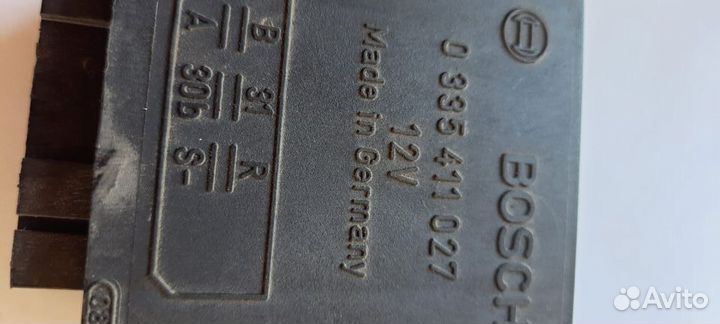 BOSCH
0 335 411 027
12V
Made in Germany
B 31 R
A 30b S-
Avito